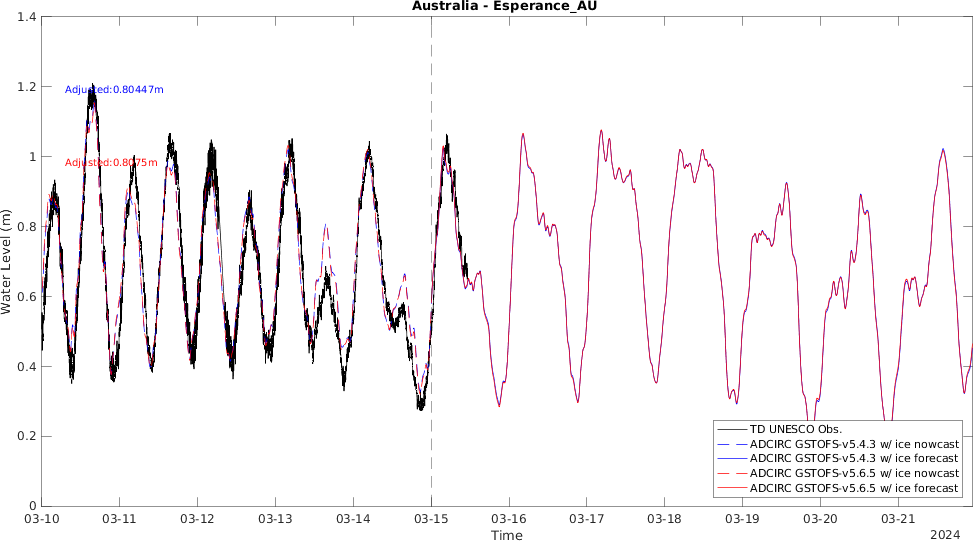 Australia - Esperance_AU
1.4
1.2
1
0.8
0.6
0.4
0.2
0
Water Level (m)
Adjusted:0.80447m
Adjusted:0.8075m
TD UNESCO Obs.
ADCIRC GSTOFS-v5.4.3 w/ ice nowcast
ADCIRC GSTOFS-v5.4.3 w/ ice forecast
ADCIRC GSTOFS-v5.6.5 w/ ice nowcast
ADCIRC GSTOFS-v5.6.5 w/ ice forecast
03-10 03-11 03-12 03-13 03-14 03-15 03-16 03-17 03-18 03-19 03-20 03-21
Time
2024